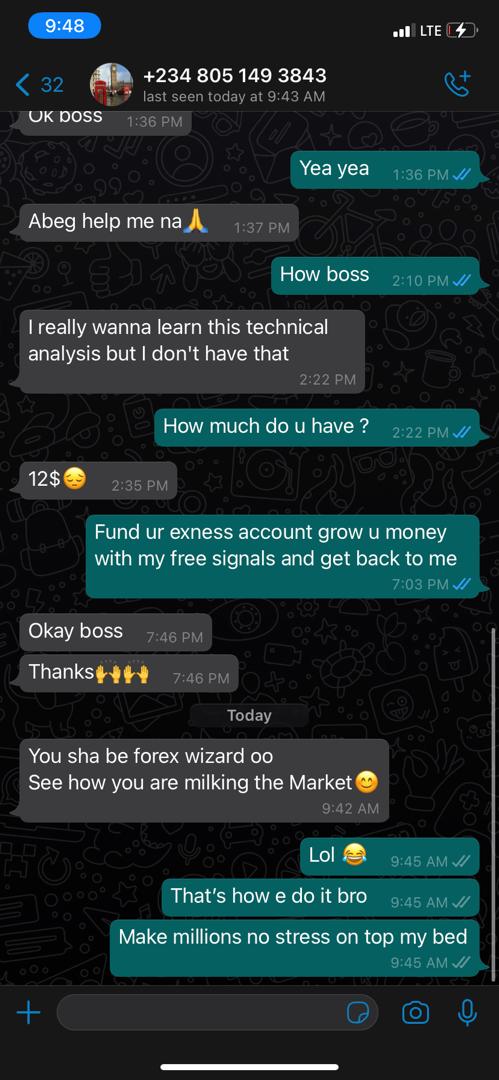 9:48
LTE
32
+234 805 149 3843
last seen today at 9:43 AM
Ok boss 1:36 PM
Yea yea 1:36 PM
Abeg help me na🙏 1:37 PM
How boss 2:10 PM
I really wanna learn this technical
analysis but I don't have that
2:22 PM
How much do u have ? 2:22 PM
12$😔 2:35 PM
Fund ur exness account grow u money
with my free signals and get back to me
7:03 PM
Okay boss 7:46 PM
Thanks🙌🙌 7:46 PM
Today
You sha be forex wizard oo
See how you are milking the Market😊
9:42 AM
Lol 😂 9:45 AM
That’s how e do it bro 9:45 AM
Make millions no stress on top my bed
9:45 AM